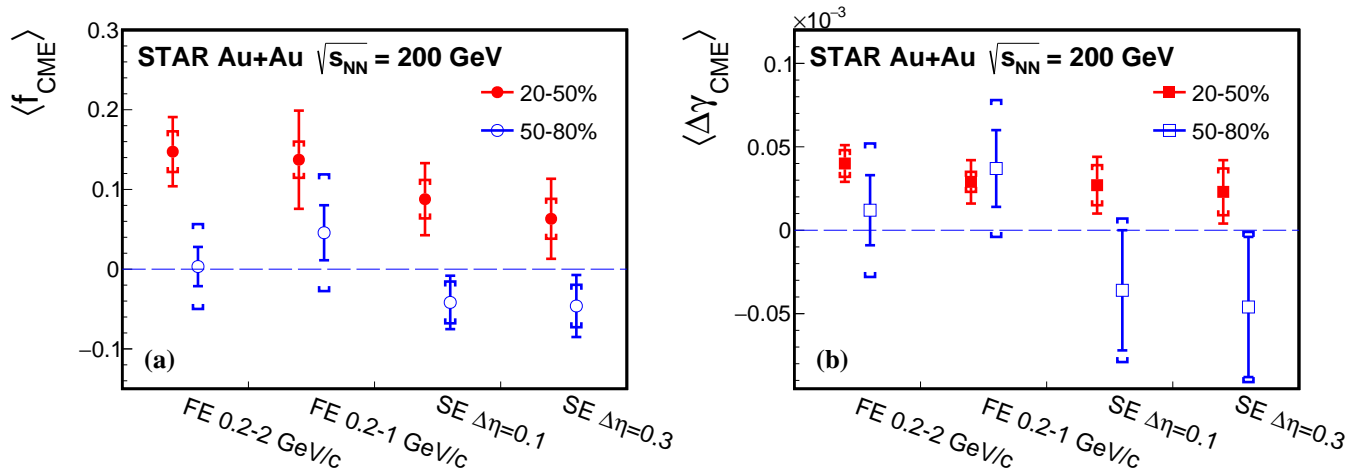 ⟨f_CME⟩
0.3
0.2
0.1
0
−0.1
STAR Au+Au √s_NN = 200 GeV
20-50%
50-80%
(a)
FE 0.2-2 GeV/c
FE 0.2-1 GeV/c
SE Δη=0.1
SE Δη=0.3
⟨Δγ_CME⟩
×10⁻³
0.1
0.05
0
−0.05
STAR Au+Au √s_NN = 200 GeV
20-50%
50-80%
(b)
FE 0.2-2 GeV/c
FE 0.2-1 GeV/c
SE Δη=0.1
SE Δη=0.3